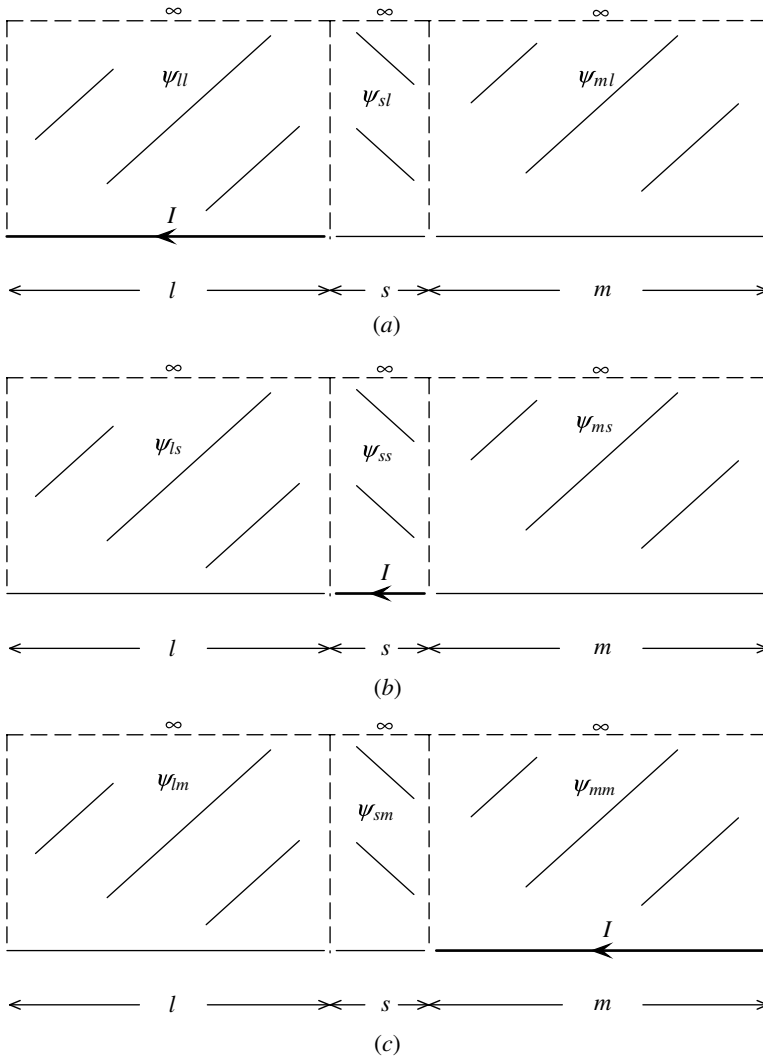 ∞ ∞ ∞
ψll ψsl ψml
I
l s m
(a)
∞ ∞ ∞
ψls ψss ψms
I
l s m
(b)
∞ ∞ ∞
ψlm ψsm ψmm
I
l s m
(c)